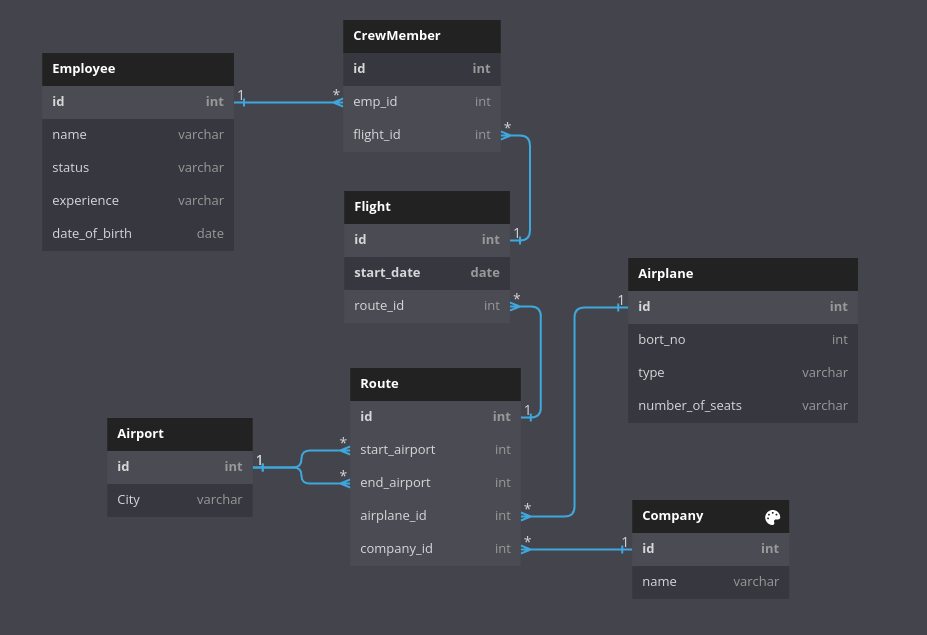 CrewMember
id int
emp_id int
flight_id int
Employee
id int
name varchar
status varchar
experience varchar
date_of_birth date
1 *
*
Flight
id int
start_date date
route_id int
1
*
Airplane
id int
bort_no int
type varchar
number_of_seats varchar
1
Route
id int
start_airport int
end_airport int
airplane_id int
company_id int
1
Airport
id int
City varchar
1 *
*
*
* 1
Company
id int
name varchar